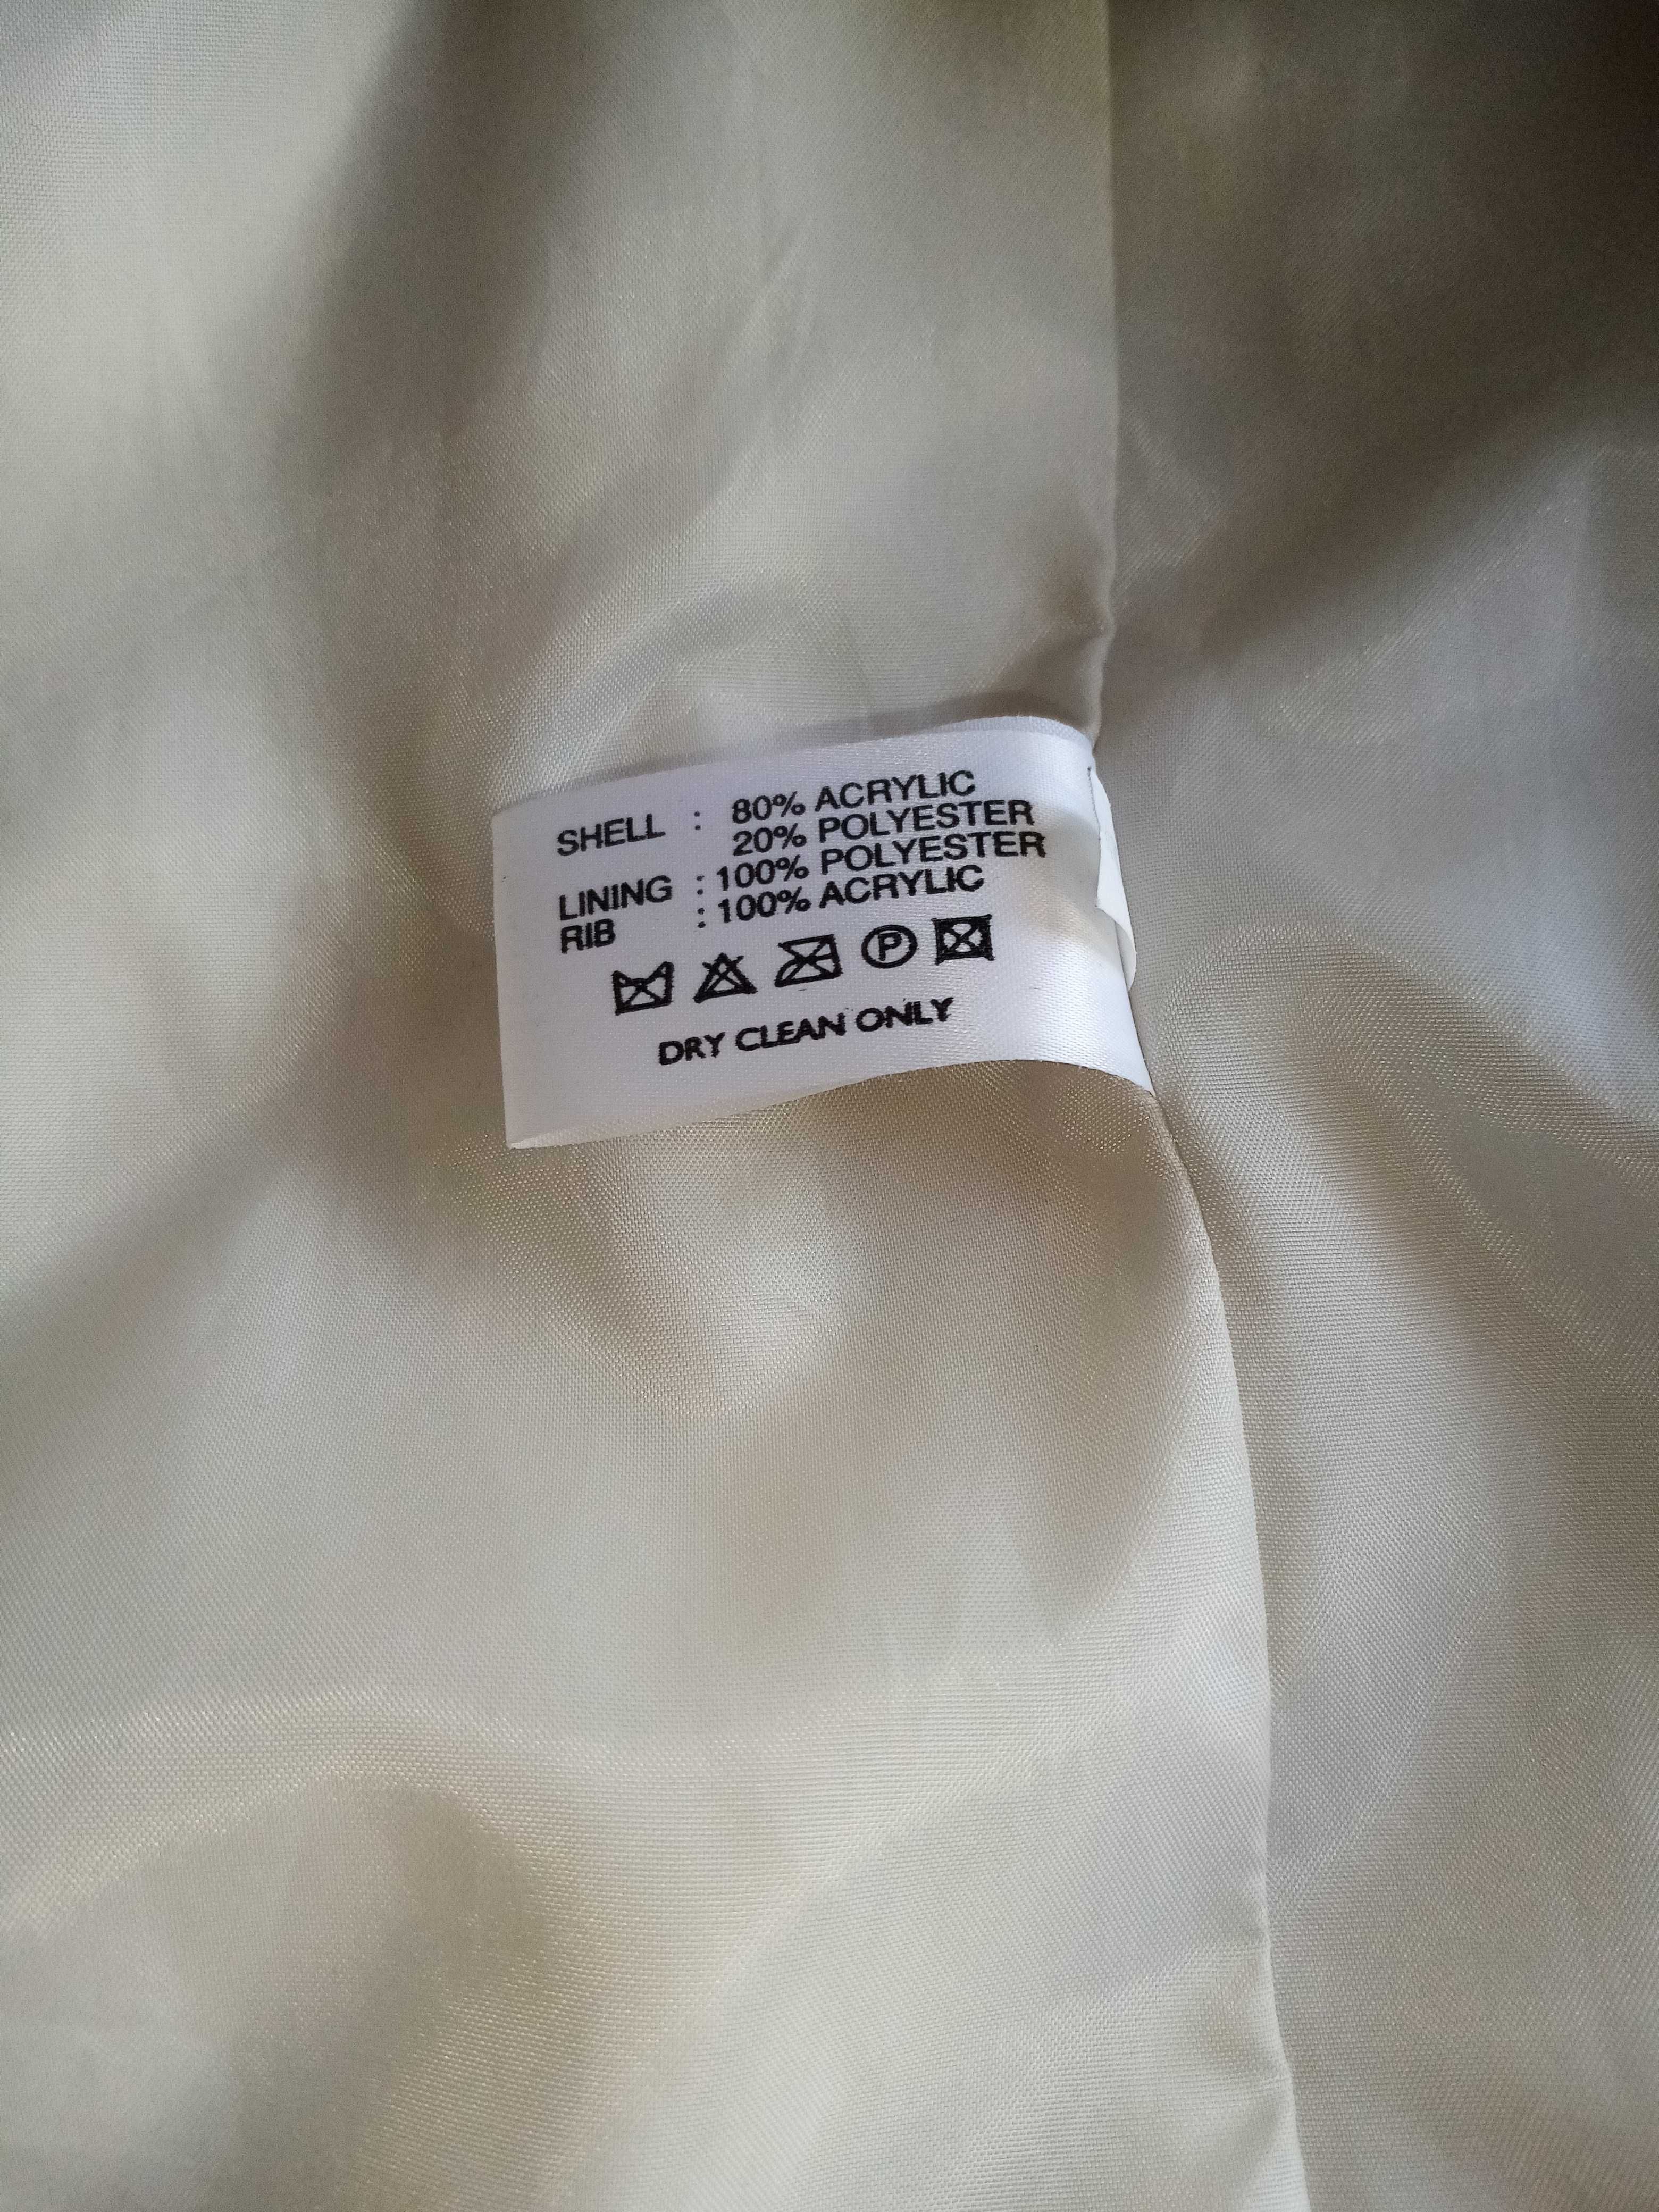 SHELL : 80% ACRYLIC
20% POLYESTER
LINING : 100% POLYESTER
RIB : 100% ACRYLIC
P
DRY CLEAN ONLY